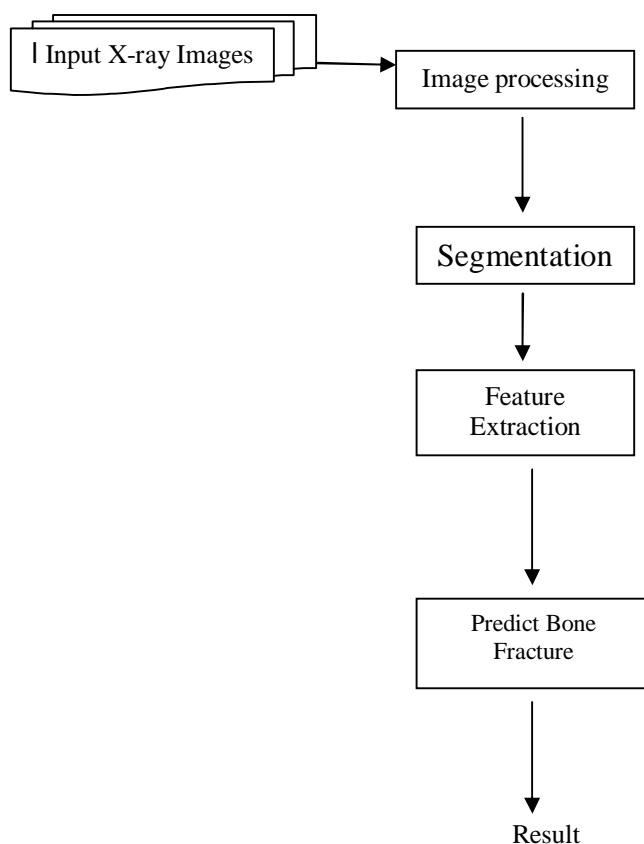 | Input X-ray Images
Image processing
Segmentation
Feature
Extraction
Predict Bone
Fracture
Result